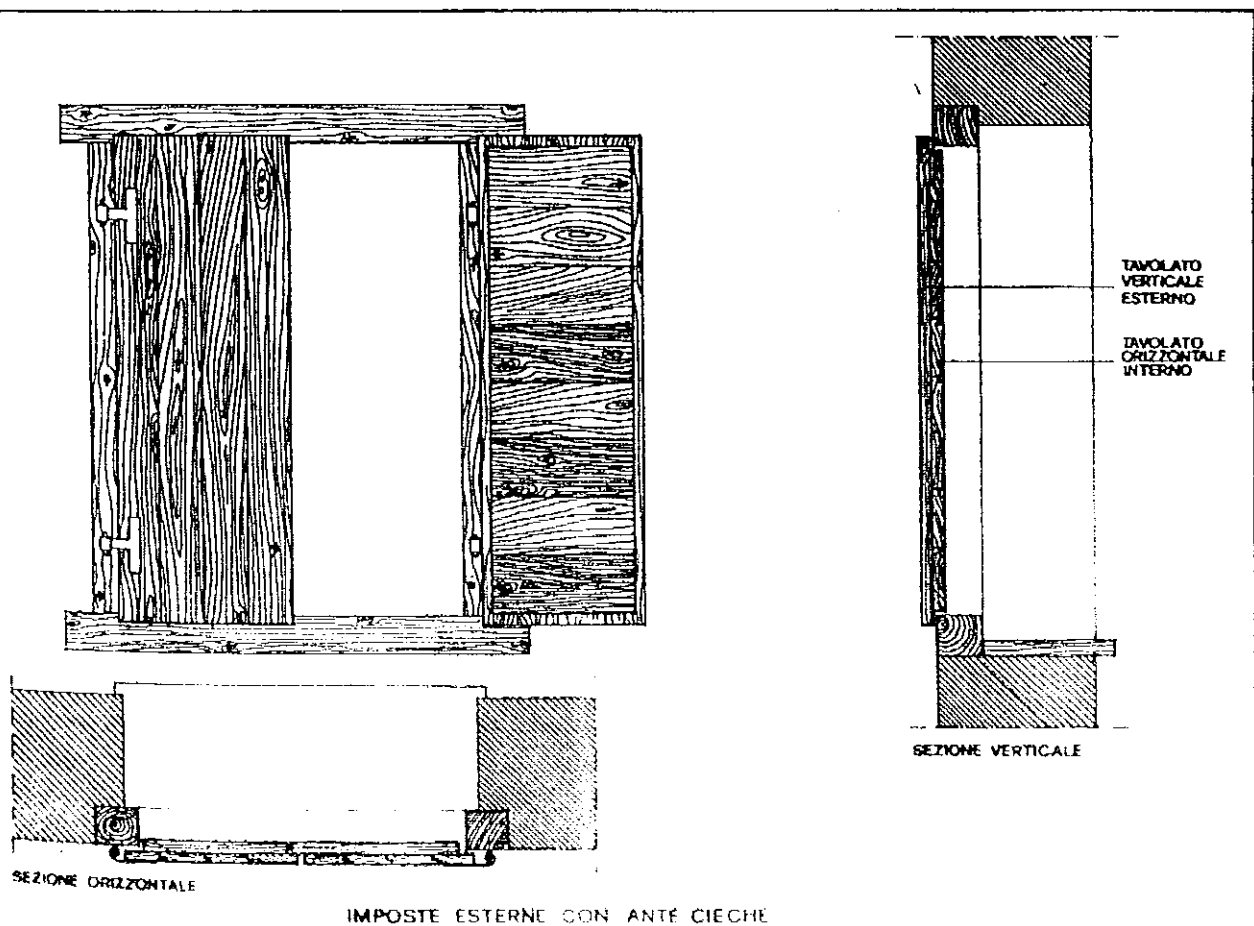 TAVOLATO
VERTICALE
ESTERNO
TAVOLATO
ORIZZONTALE
INTERNO
SEZIONE VERTICALE
SEZIONE ORIZZONTALE
IMPOSTE ESTERNE CON ANTE CIECHE